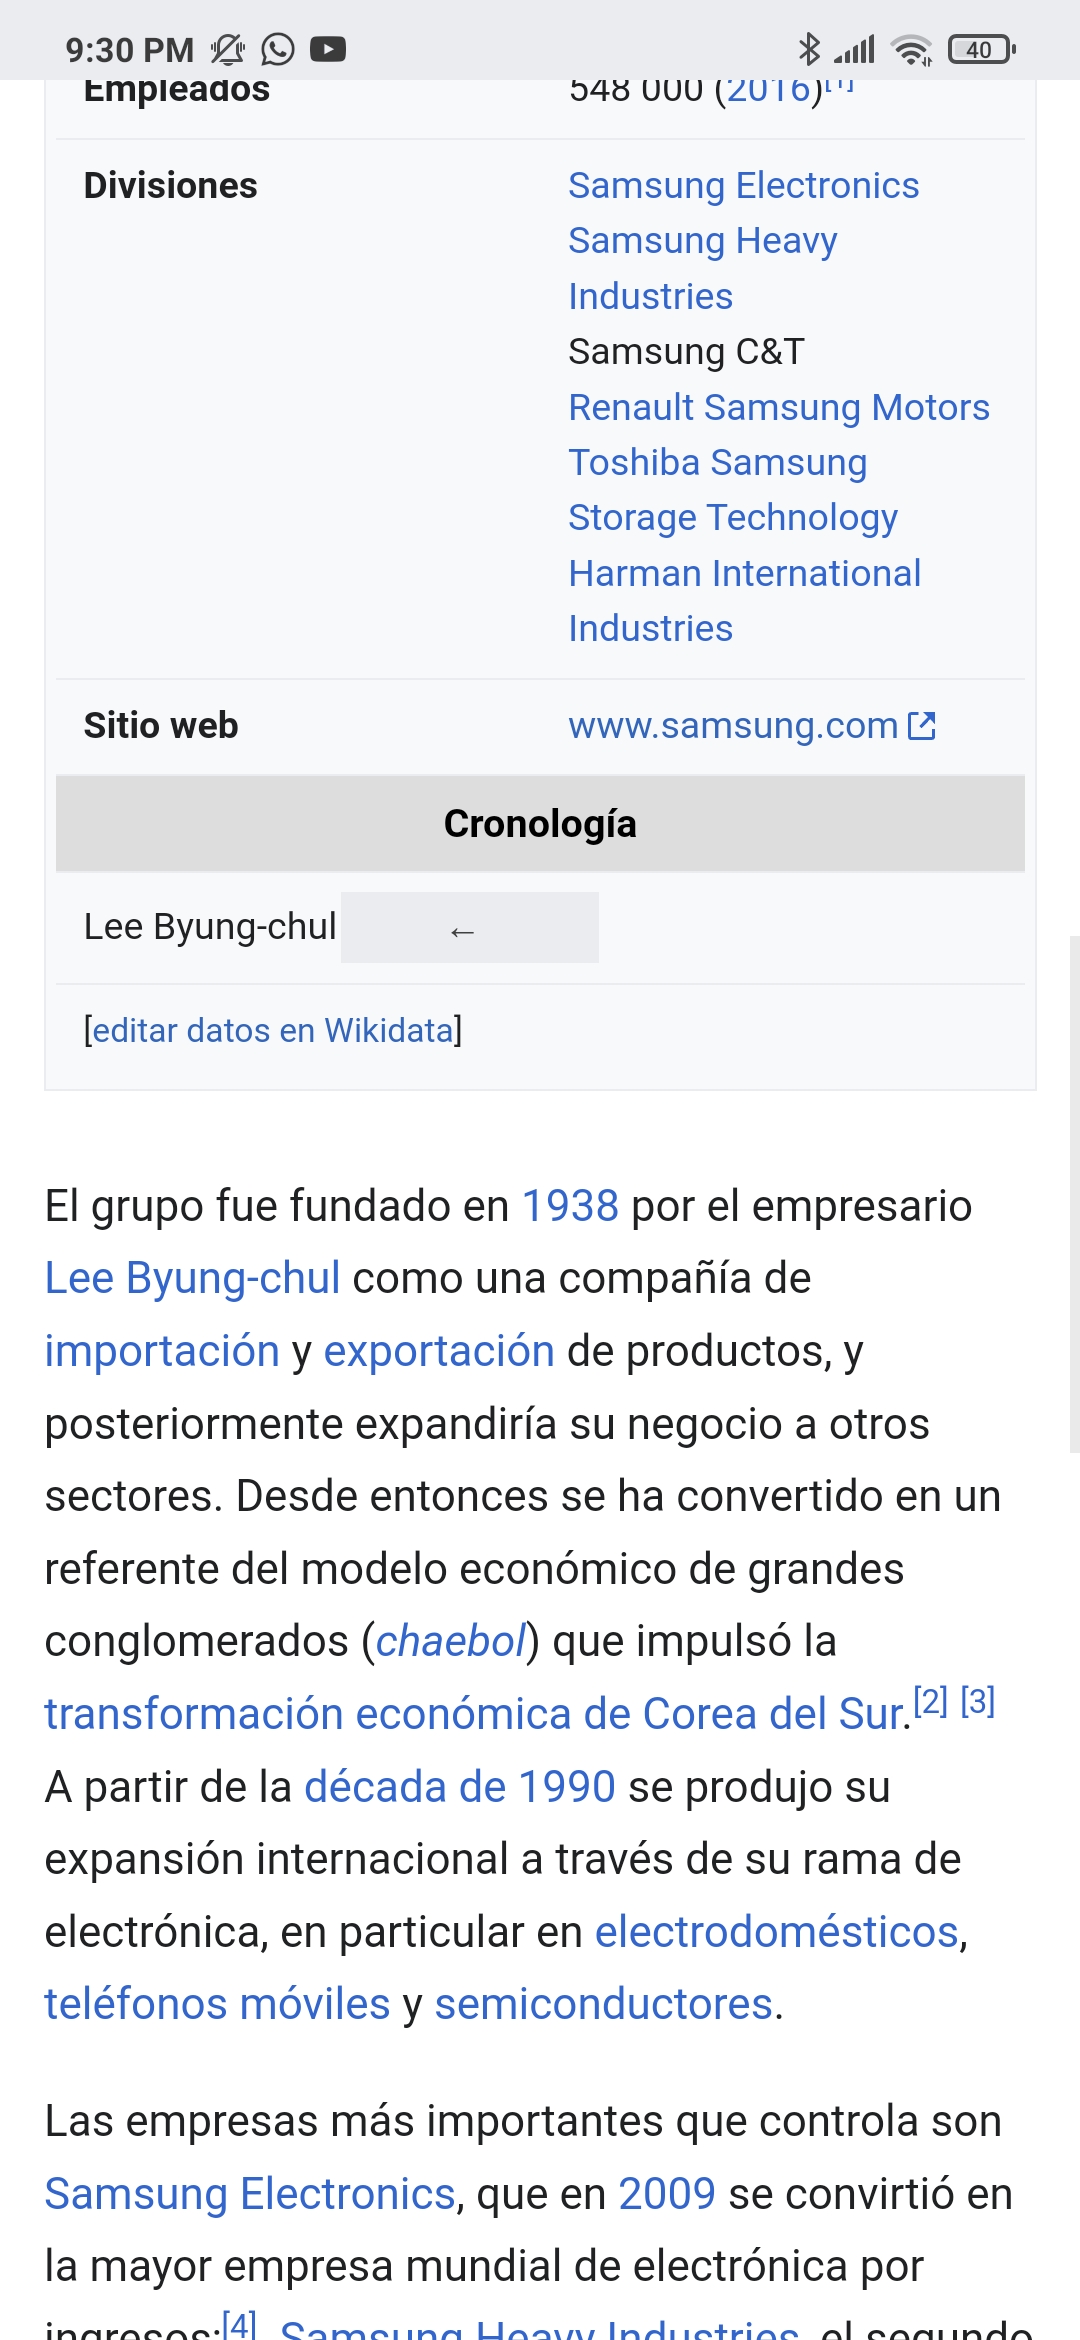 9:30 PM
40
Empleados 548 000 (2016)[1]
Divisiones Samsung Electronics
Samsung Heavy
Industries
Samsung C&T
Renault Samsung Motors
Toshiba Samsung
Storage Technology
Harman International
Industries
Sitio web www.samsung.com
Cronología
Lee Byung-chul ←
[editar datos en Wikidata]
El grupo fue fundado en 1938 por el empresario
Lee Byung-chul como una compañía de
importación y exportación de productos, y
posteriormente expandiría su negocio a otros
sectores. Desde entonces se ha convertido en un
referente del modelo económico de grandes
conglomerados (chaebol) que impulsó la
transformación económica de Corea del Sur.[2] [3]
A partir de la década de 1990 se produjo su
expansión internacional a través de su rama de
electrónica, en particular en electrodomésticos,
teléfonos móviles y semiconductores.
Las empresas más importantes que controla son
Samsung Electronics, que en 2009 se convirtió en
la mayor empresa mundial de electrónica por
ingresos;[4] Samsung Heavy Industries, el segundo